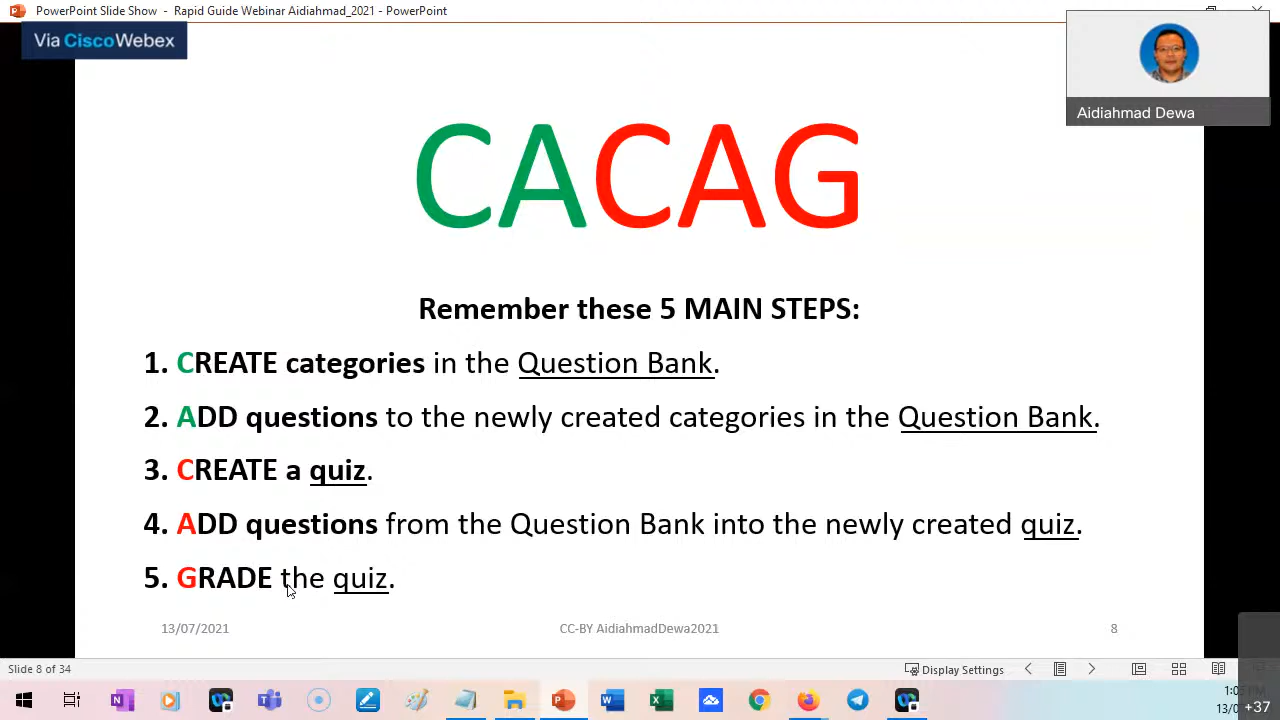 PowerPoint Slide Show - Rapid Guide Webinar Aidiahmad_2021 - PowerPoint
Via CiscoWebex
Aidiahmad Dewa
CACAG
Remember these 5 MAIN STEPS:
1. CREATE categories in the Question Bank.
2. ADD questions to the newly created categories in the Question Bank.
3. CREATE a quiz.
4. ADD questions from the Question Bank into the newly created quiz.
5. GRADE the quiz.
13/07/2021 CC-BY AidiahmadDewa2021 8
Slide 8 of 34 Display Settings
+37